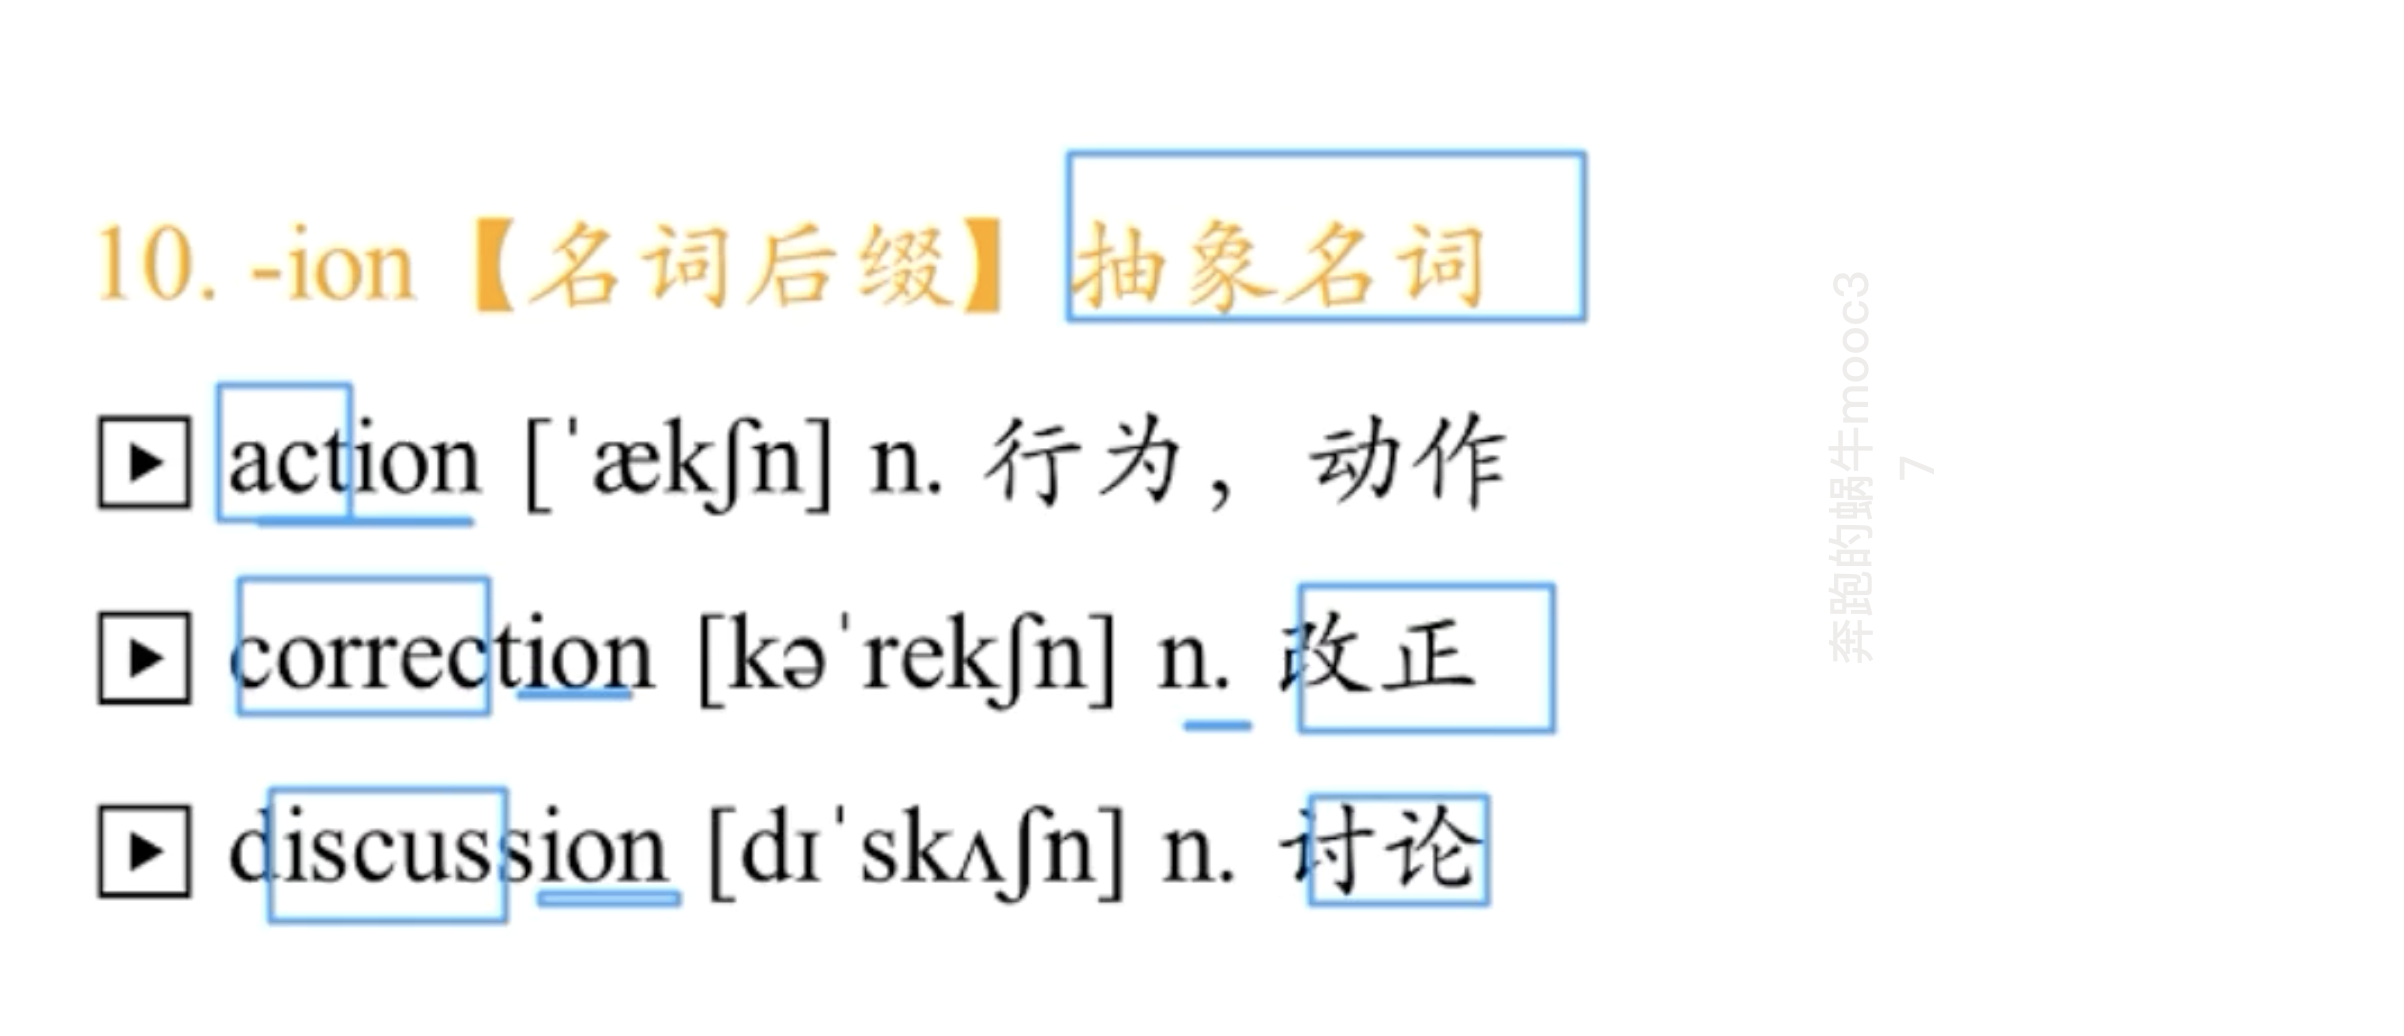 10. -ion【名词后缀】抽象名词
action [ˈækʃn] n. 行为，动作
correction [kəˈrekʃn] n. 改正
discussion [dɪˈskʌʃn] n. 讨论
奔跑的蜗牛mooc3
7